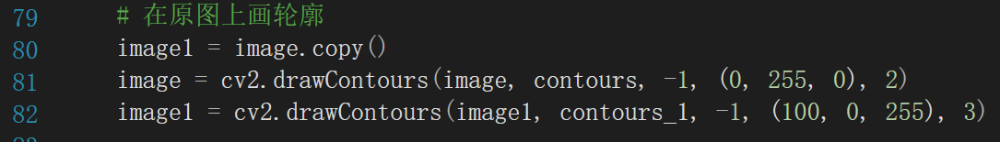 79 # 在原图上画轮廓
80 image1 = image.copy()
81 image = cv2.drawContours(image, contours, -1, (0, 255, 0), 2)
82 image1 = cv2.drawContours(image1, contours_1, -1, (100, 0, 255), 3)